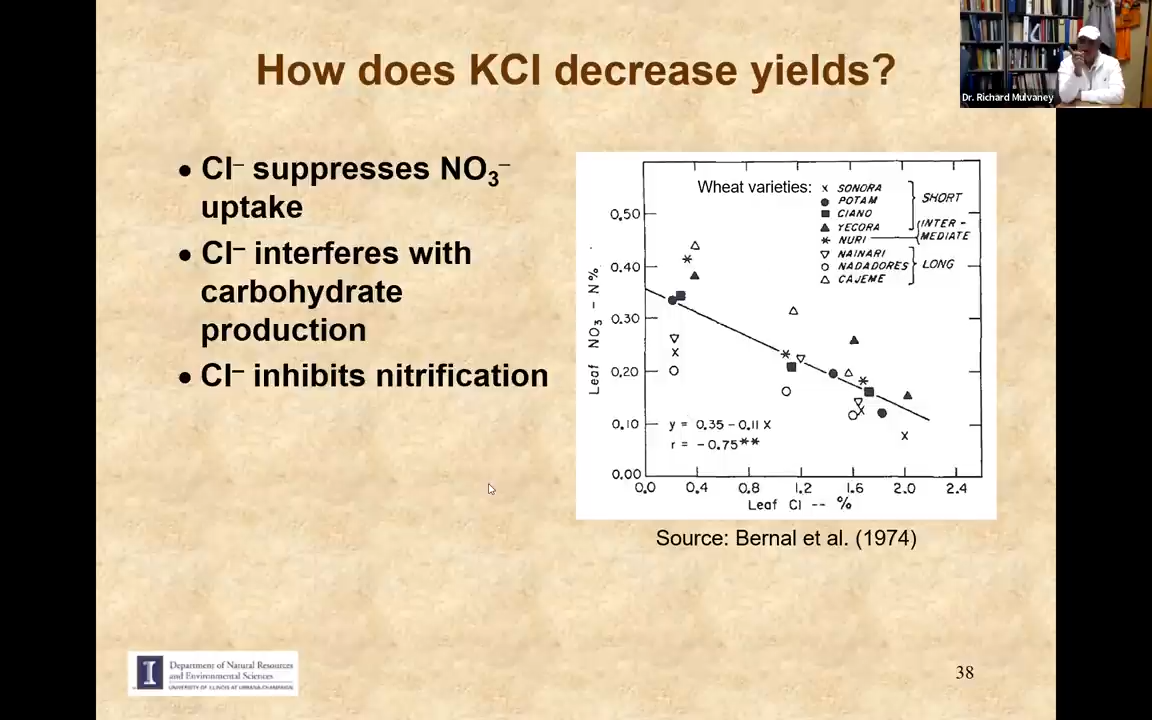 How does KCl decrease yields?
Dr. Richard Mulvaney
• Cl⁻ suppresses NO₃⁻
uptake
• Cl⁻ interferes with
carbohydrate
production
• Cl⁻ inhibits nitrification
Wheat varieties:
x SONORA
● POTAM
■ CIANO
▲ YECORA
* NURI
▽ NAINARI
○ NADADORES
△ CAJEME
SHORT
INTER-
MEDIATE
LONG
Leaf NO₃ – N%
0.50
0.40
0.30
0.20
0.10
0.00
y = 0.35 – 0.11 X
r = – 0.75**
0.0 0.4 0.8 1.2 1.6 2.0 2.4
Leaf Cl -- %
Source: Bernal et al. (1974)
I
Department of Natural Resources
and Environmental Sciences
UNIVERSITY OF ILLINOIS AT URBANA-CHAMPAIGN
38